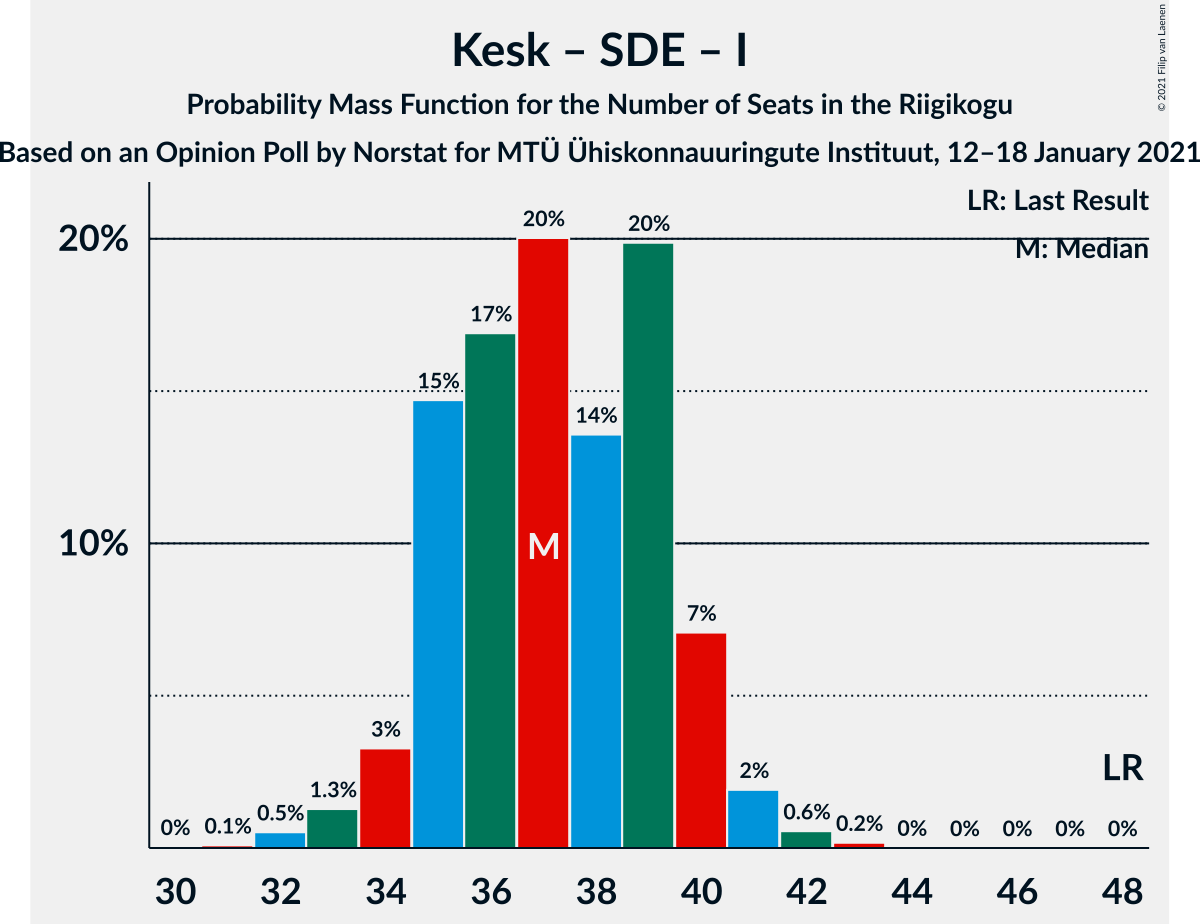 Kesk – SDE – I
© 2021 Filip van Laenen
Probability Mass Function for the Number of Seats in the Riigikogu
Based on an Opinion Poll by Norstat for MTÜ Ühiskonnauuringute Instituut, 12–18 January 2021
LR: Last Result
M: Median
20%
10%
0%
0.1%
0.5%
1.3%
3%
15%
17%
20%
14%
20%
7%
2%
0.6%
0.2%
0%
0%
0%
0%
0%
M
LR
30 32 34 36 38 40 42 44 46 48